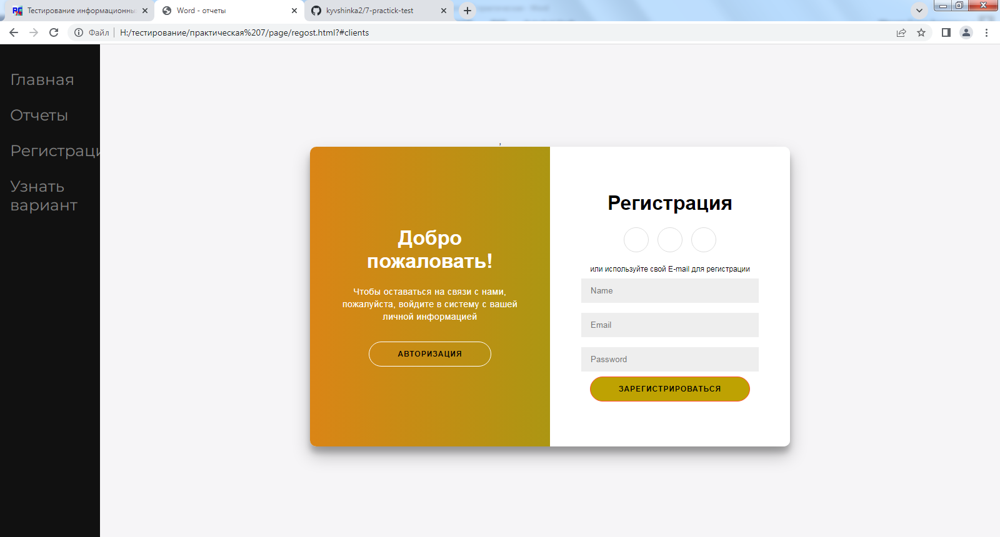 Тестирование информационны
Word - отчеты
kyvshinka2/7-practick-test
Файл
H:/тестирование/практическая%207/page/regost.html?#clients
Главная
Отчеты
Регистраци
Узнать
вариант
,
Добро
пожаловать!
Чтобы оставаться на связи с нами,
пожалуйста, войдите в систему с вашей
личной информацией
АВТОРИЗАЦИЯ
Регистрация
или используйте свой E-mail для регистрации
Name
Email
Password
ЗАРЕГИСТРИРОВАТЬСЯ